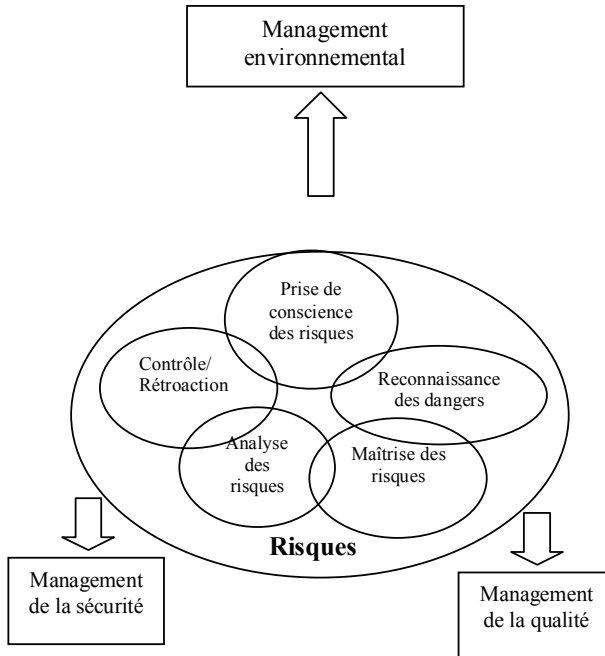 Management
environnemental
Prise de
conscience
des risques
Contrôle/
Rétroaction
Reconnaissance
des dangers
Analyse
des
risques
Maîtrise des
risques
Risques
Management
de la sécurité
Management
de la qualité